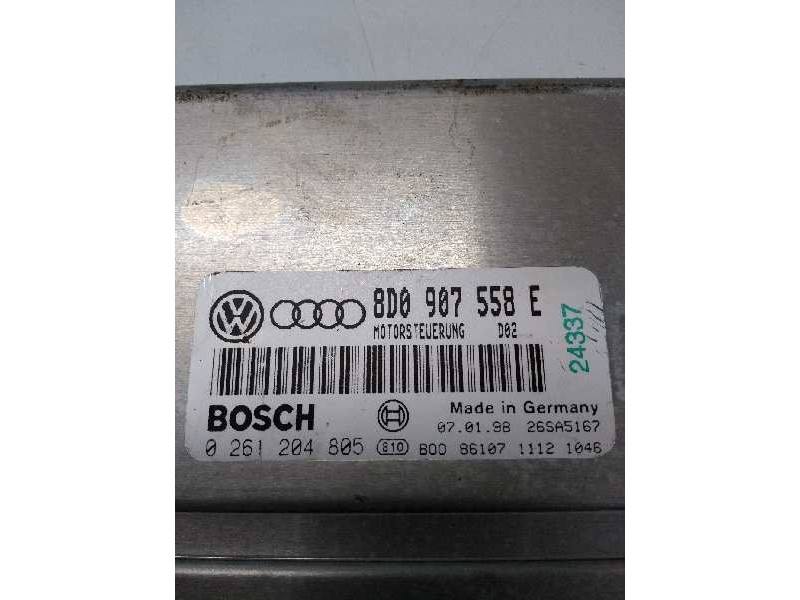 8D0 907 558 E
MOTORSTEUERUNG D02
24337
BOSCH
Made in Germany
07.01.98 26SA5167
0 261 204 805 810 B00 86107 1112 1046